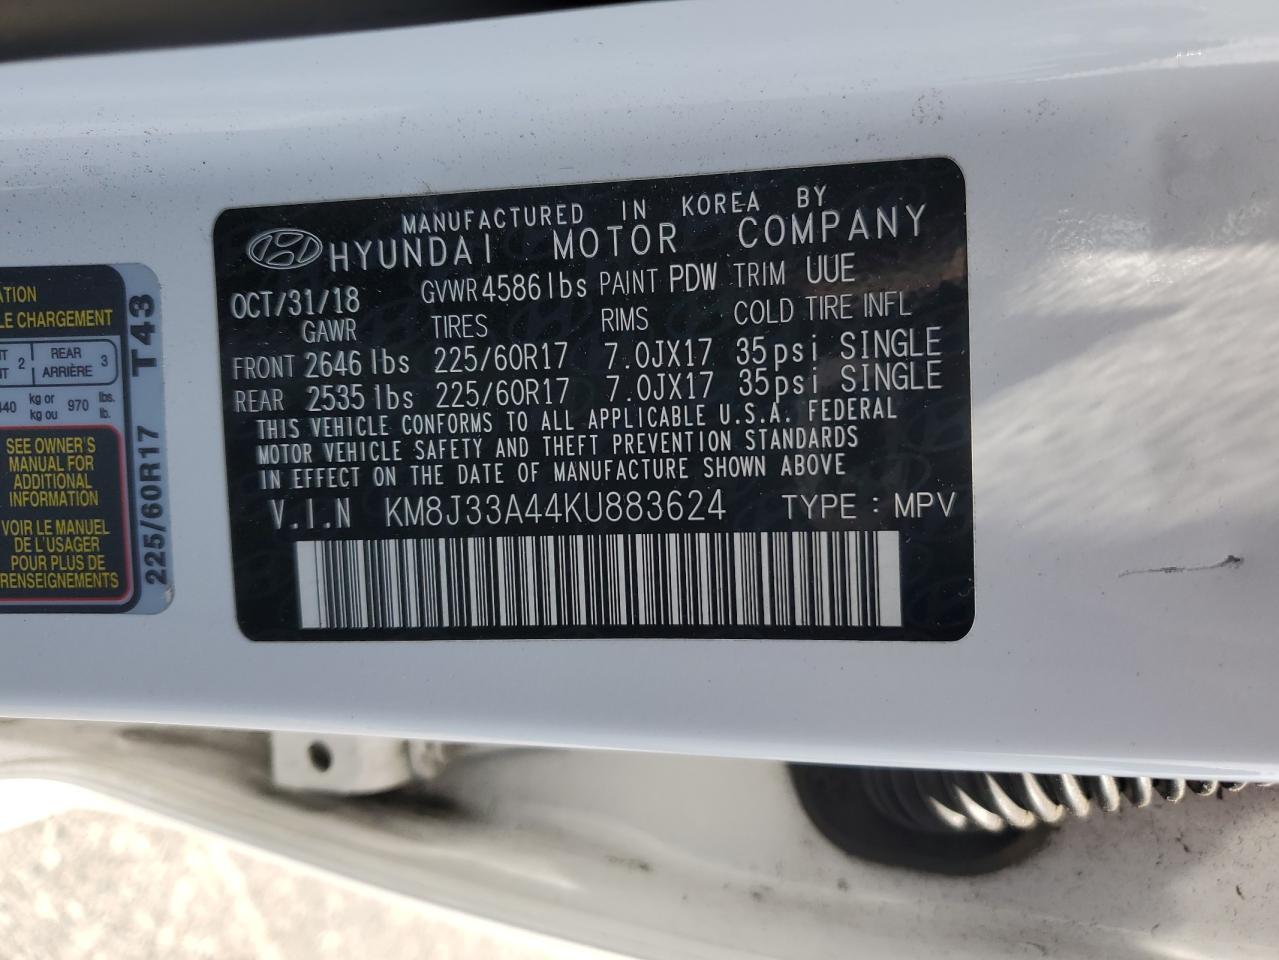 MANUFACTURED IN KOREA BY
HYUNDAI MOTOR COMPANY
OCT/31/18 GVWR 4586lbs PAINT PDW TRIM UUE
GAWR TIRES RIMS COLD TIRE INFL
FRONT 2646 lbs 225/60R17 7.0JX17 35psi SINGLE
REAR 2535 lbs 225/60R17 7.0JX17 35psi SINGLE
THIS VEHICLE CONFORMS TO ALL APPLICABLE U.S.A. FEDERAL
MOTOR VEHICLE SAFETY AND THEFT PREVENTION STANDARDS
IN EFFECT ON THE DATE OF MANUFACTURE SHOWN ABOVE
V.I.N KM8J33A44KU883624 TYPE : MPV
CHARGEMENT
2 REAR 3
ARRIÈRE
kg or 970 lbs.
kg ou lb.
SEE OWNER'S
MANUAL FOR
ADDITIONAL
INFORMATION
VOIR LE MANUEL
DE L'USAGER
POUR PLUS DE
RENSEIGNEMENTS
225/60R17 T43